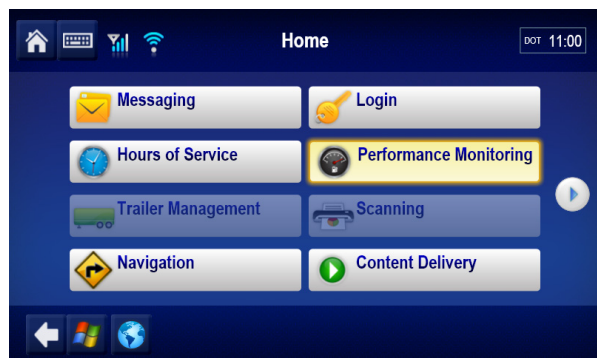 Home
DOT 11:00
Messaging
Login
Hours of Service
Performance Monitoring
Trailer Management
Scanning
Navigation
Content Delivery